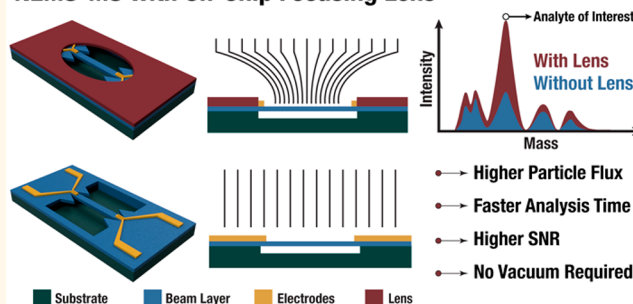 Analyte of Interest
With Lens
Without Lens
Intensity
Mass
Higher Particle Flux
Faster Analysis Time
Higher SNR
No Vacuum Required
Substrate
Beam Layer
Electrodes
Lens